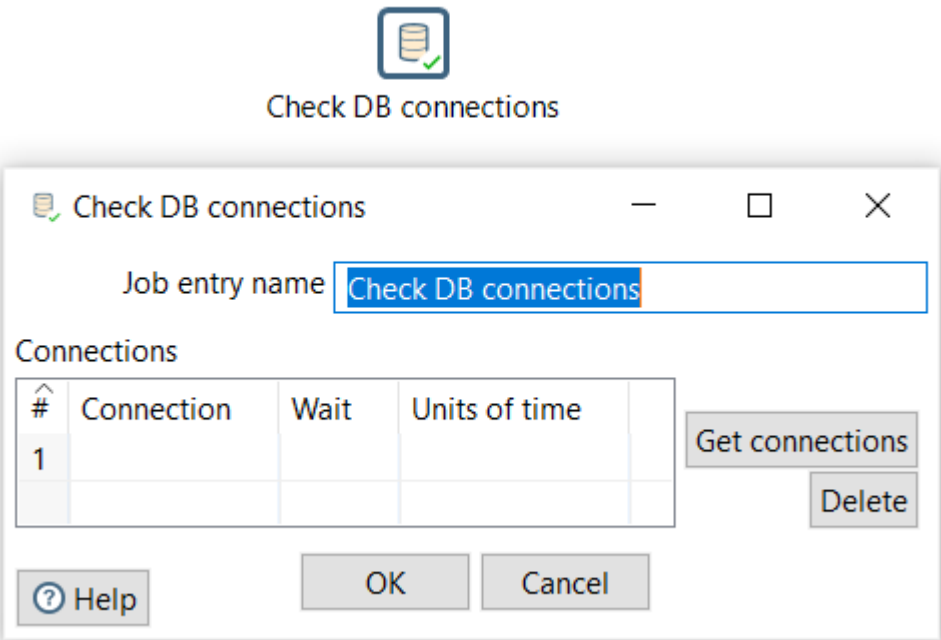 Check DB connections
Check DB connections
Job entry name Check DB connections
Connections
# Connection Wait Units of time
1
Get connections
Delete
OK Cancel
? Help